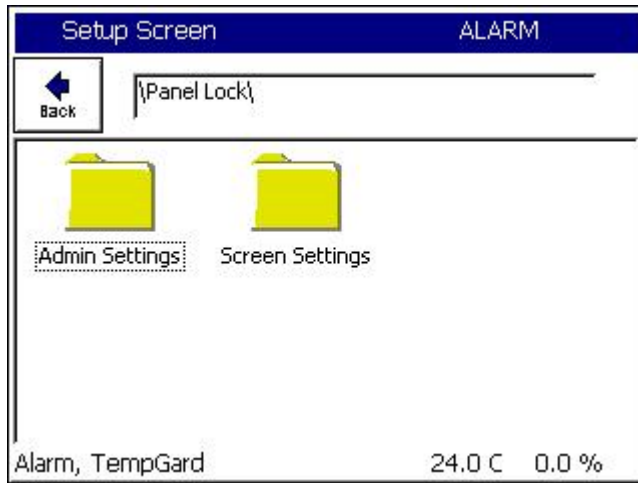 Setup Screen ALARM
Back
\Panel Lock\
Admin Settings Screen Settings
Alarm, TempGard 24.0 C 0.0 %